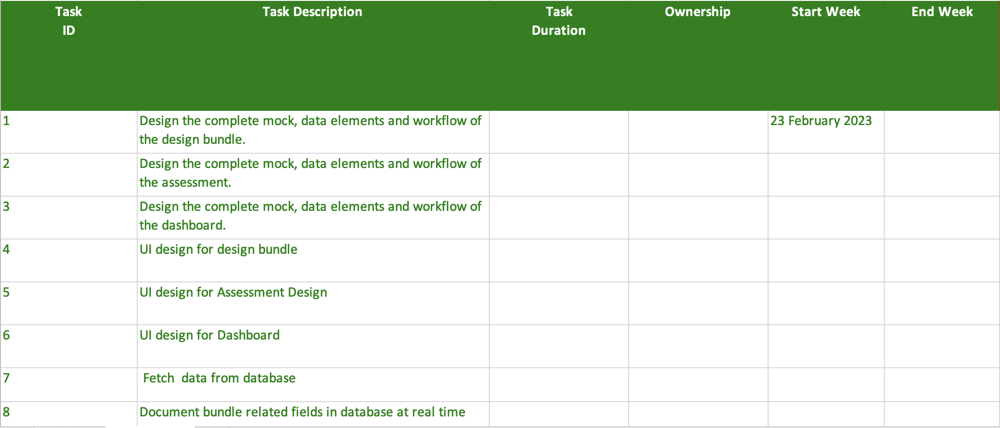 Task
ID
Task Description
Task
Duration
Ownership
Start Week
End Week
1
Design the complete mock, data elements and workflow of
the design bundle.
23 February 2023
2
Design the complete mock, data elements and workflow of
the assessment.
3
Design the complete mock, data elements and workflow of
the dashboard.
4
UI design for design bundle
5
UI design for Assessment Design
6
UI design for Dashboard
7
Fetch  data from database
8
Document bundle related fields in database at real time